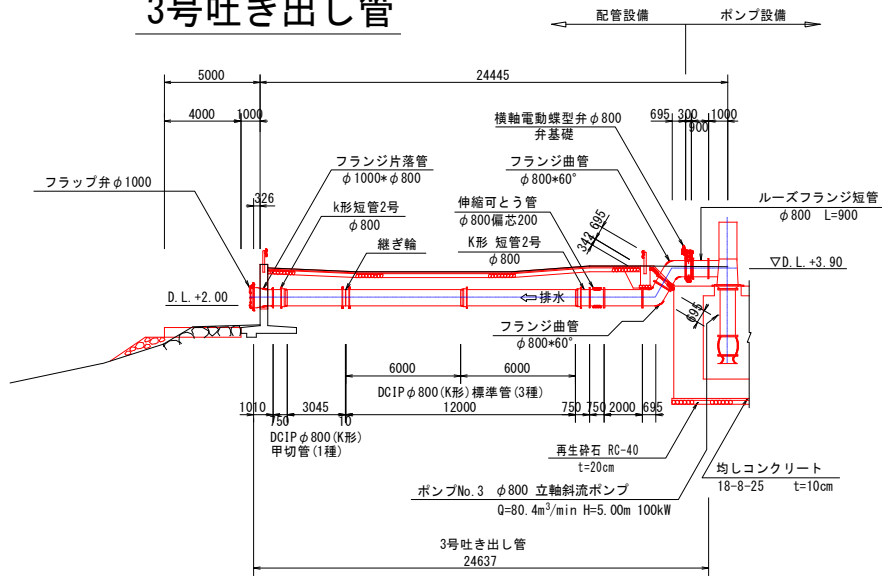 3号吐き出し管
配管設備
ポンプ設備
5000
24445
4000
1000
695
300
1000
900
横軸電動蝶型弁φ800
弁基礎
フランジ片落管
φ1000*φ800
フランジ曲管
φ800*60°
フラップ弁φ1000
326
k形短管2号
φ800
伸縮可とう管
φ800偏芯200
ルーズフランジ短管
φ800 L=900
継ぎ輪
K形 短管2号
φ800
342
695
▽D.L.+3.90
D.L.+2.00
排水
フランジ曲管
φ800*60°
695
6000
6000
DCIPφ800(K形)標準管(3種)
1010
750
3045
10
12000
750
750
2000
695
DCIPφ800(K形)
甲切管(1種)
再生砕石 RC-40
t=20cm
均しコンクリート
18-8-25 t=10cm
ポンプNo.3 φ800 立軸斜流ポンプ
Q=80.4m³/min H=5.00m 100kW
3号吐き出し管
24637